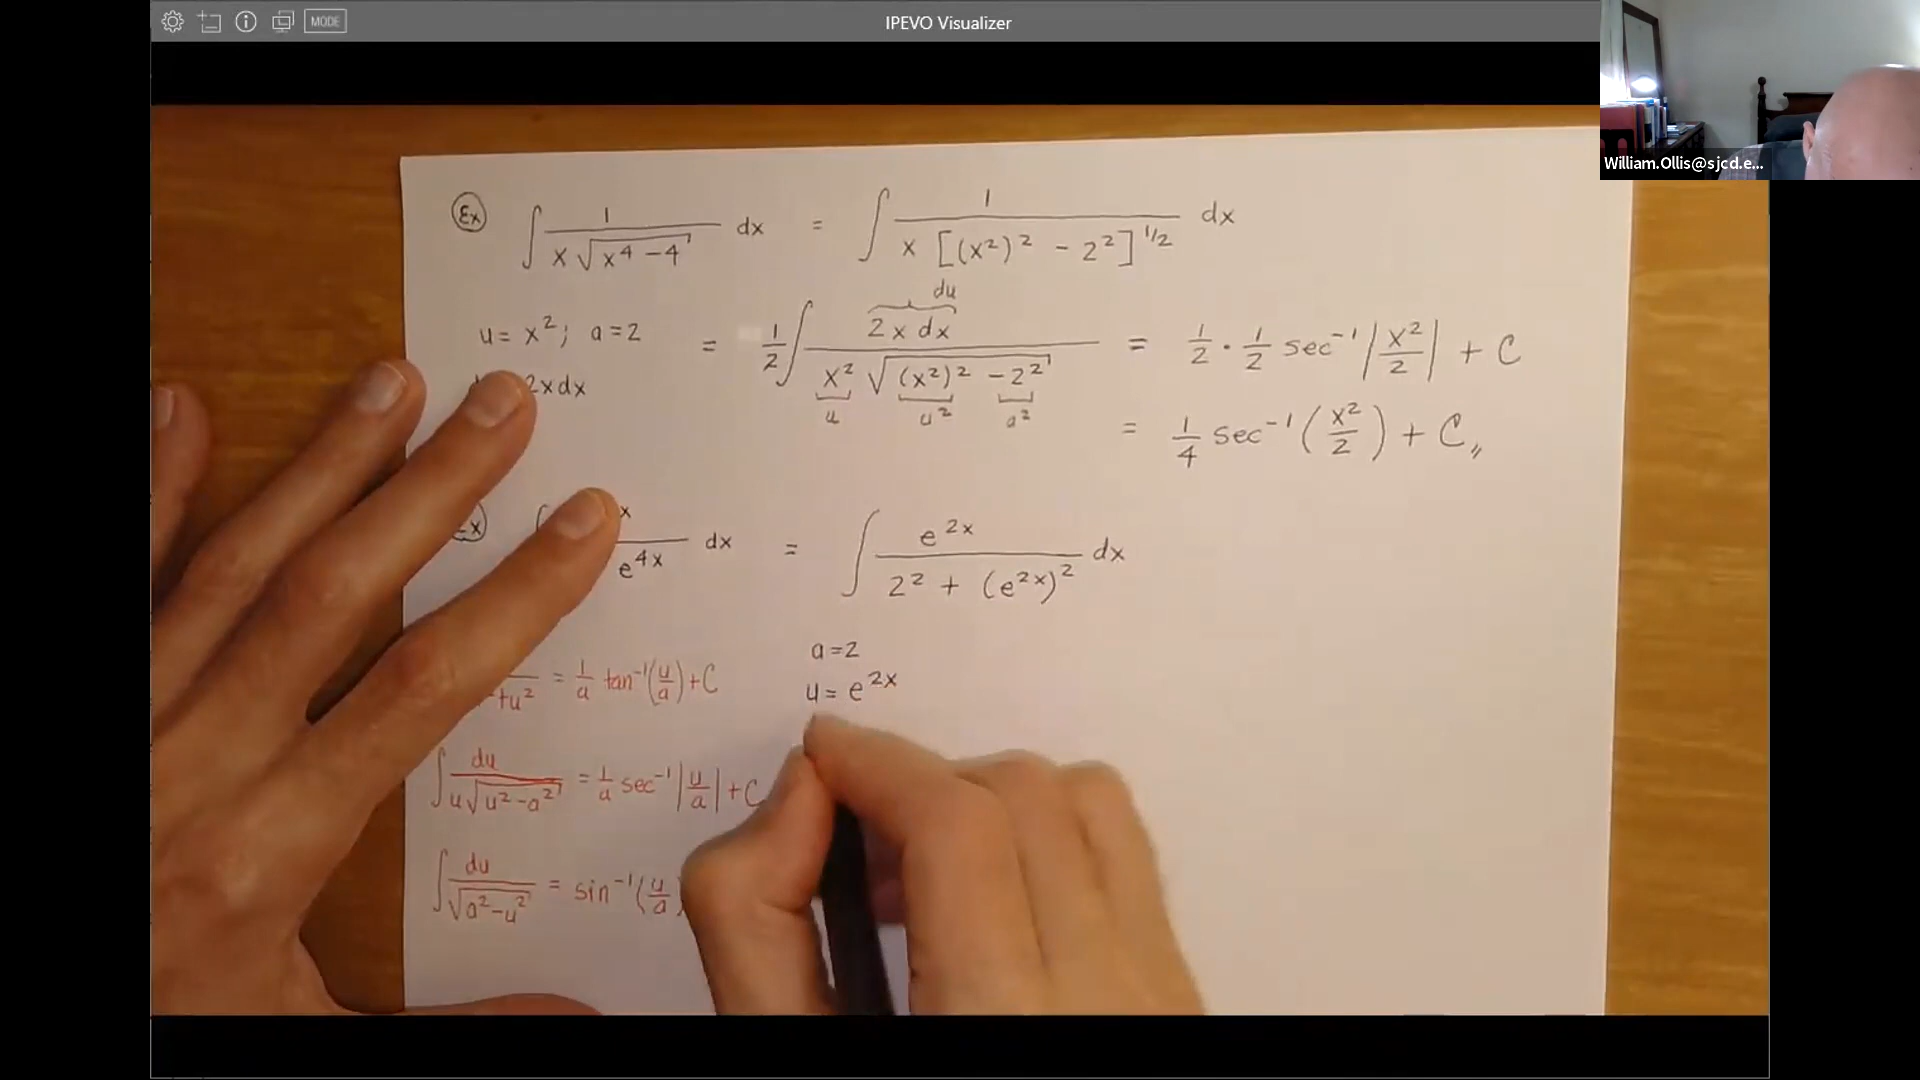 MODE
IPEVO Visualizer
William.Ollis@sjcd.e...
Ex ∫ 1 / (x √(x⁴ - 4)) dx = ∫ 1 / (x [(x²)² - 2²]^(1/2)) dx
u = x² ; a = 2
2x dx
= 1/2 ∫ 2x dx / (x² √((x²)² - 2²)) = 1/2 · 1/2 sec⁻¹ |x²/2| + C
du
u u² a²
= 1/4 sec⁻¹ (x²/2) + C,,
Ex x / e^(4x) dx = ∫ e^(2x) / (2² + (e^(2x))²) dx
a = 2
u = e^(2x)
+u² = 1/a tan⁻¹ (u/a) + C
∫ du / (u √(u² - a²)) = 1/a sec⁻¹ |u/a| + C
∫ du / √(a² - u²) = sin⁻¹ (u/a)